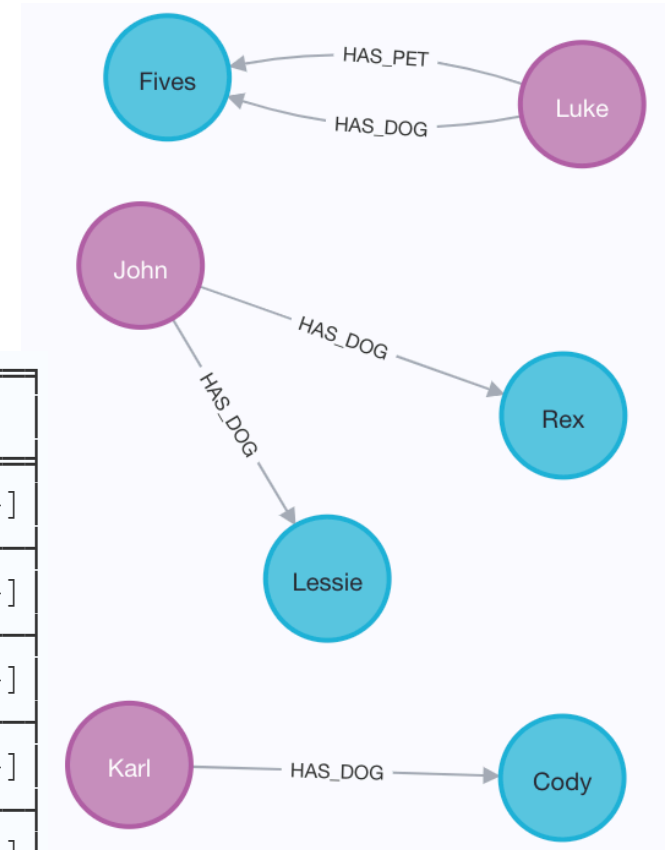 HAS_PET
Fives
Luke
HAS_DOG
John
HAS_DOG
HAS_DOG
Rex
]
]
Lessie
]
Karl
HAS_DOG
]
Cody
]